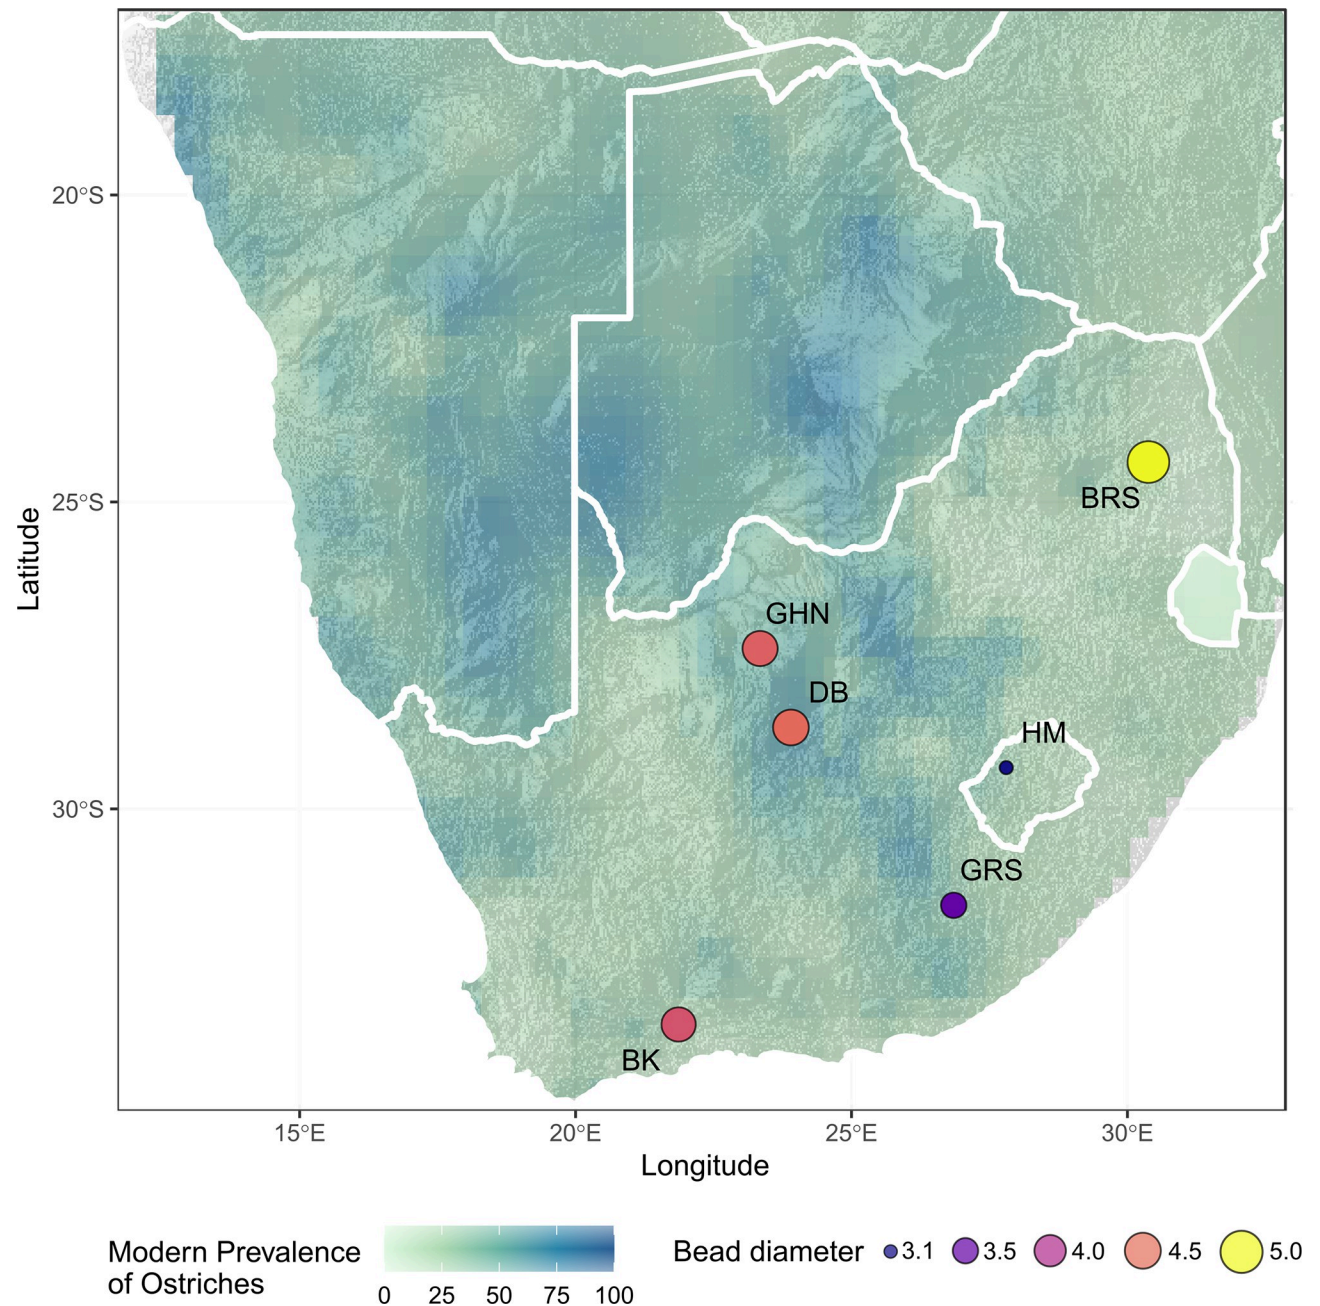 20°S
25°S
30°S
Latitude
BRS
GHN
DB
HM
GRS
BK
15°E 20°E 25°E 30°E
Longitude
Modern Prevalence
of Ostriches
0 25 50 75 100
Bead diameter 3.1 3.5 4.0 4.5 5.0